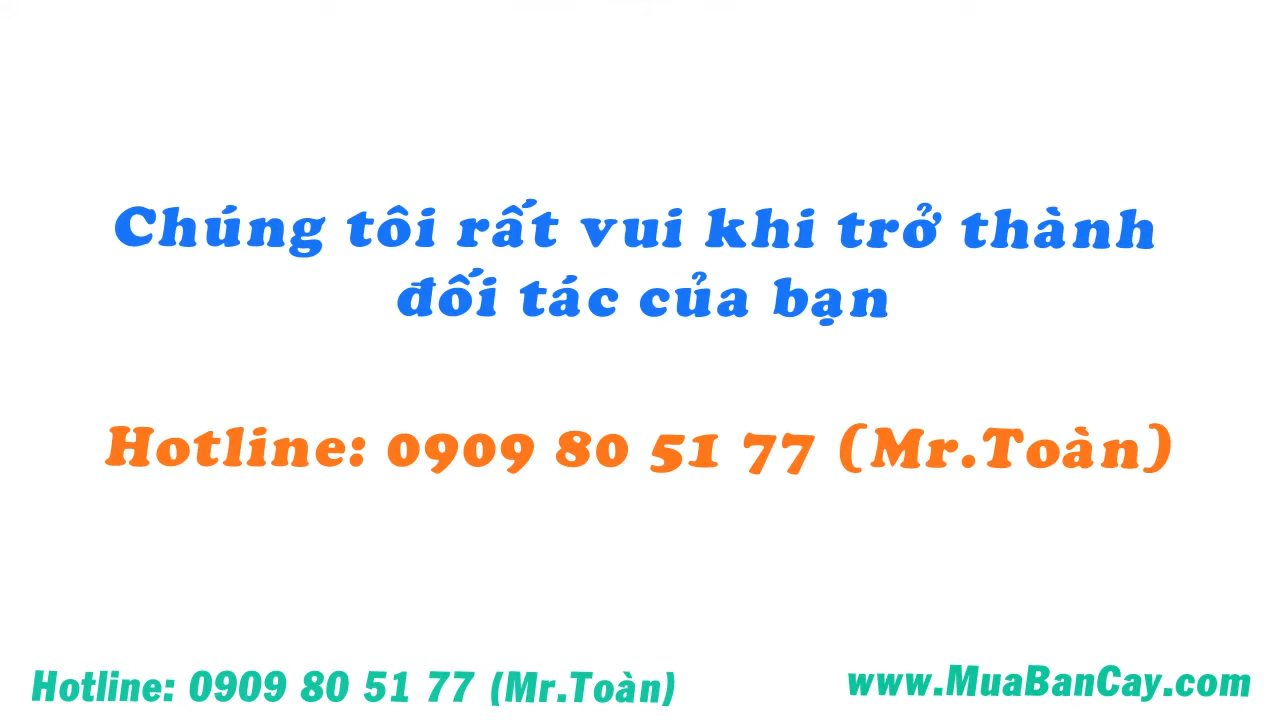 Chúng tôi rất vui khi trở thành
đối tác của bạn
Hotline: 0909 80 51 77 (Mr.Toàn)
Hotline: 0909 80 51 77 (Mr.Toàn)
www.MuaBanCay.com